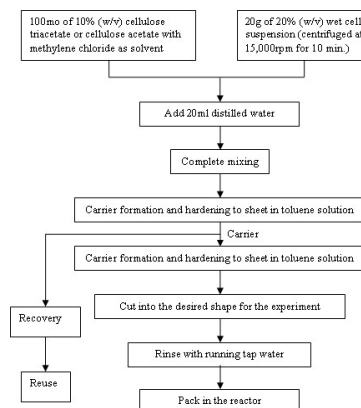 100mo of 10% (w/v) cellulose
triacetate or cellulose acetate with
methylene chloride as solvent
20g of 20% (w/v) wet cell
suspension (centrifuged at
15,000rpm for 10 min.)
Add 20ml distilled water
Complete mixing
Carrier formation and hardening to sheet in toluene solution
Carrier
Carrier formation and hardening to sheet in toluene solution
Cut into the desired shape for the experiment
Recovery
Rinse with running tap water
Reuse
Pack in the reactor